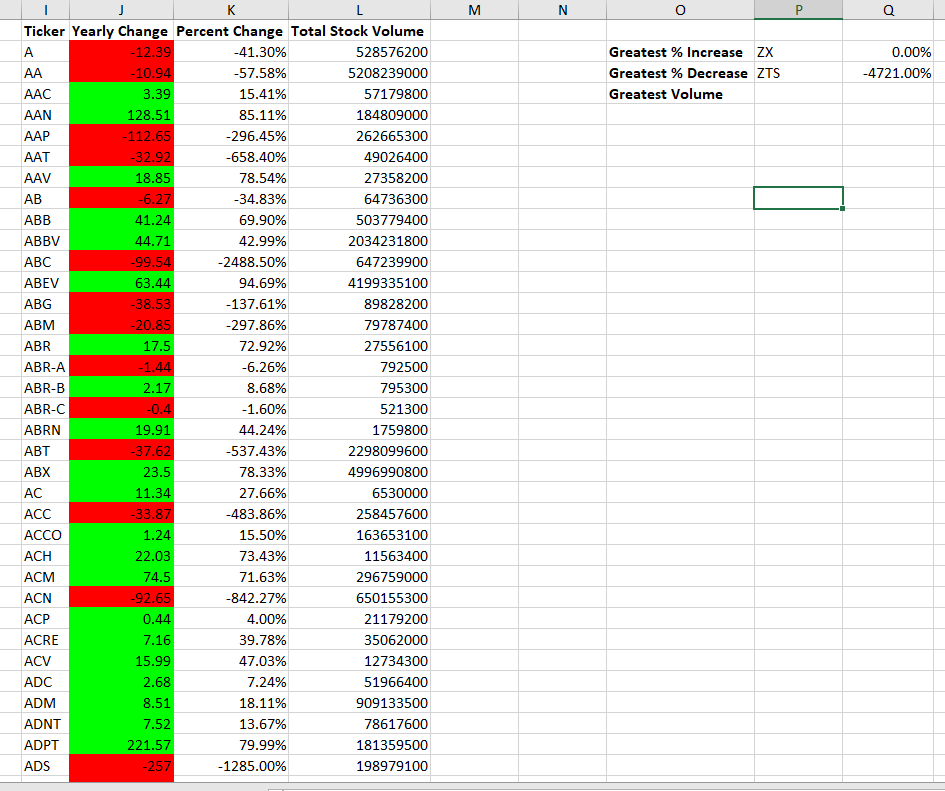 I J K L M N O P Q
Ticker Yearly Change Percent Change Total Stock Volume
A -12.39 -41.30% 528576200 Greatest % Increase ZX 0.00%
AA -10.94 -57.58% 5208239000 Greatest % Decrease ZTS -4721.00%
AAC 3.39 15.41% 57179800 Greatest Volume
AAN 128.51 85.11% 184809000
AAP -112.65 -296.45% 262665300
AAT -32.92 -658.40% 49026400
AAV 18.85 78.54% 27358200
AB -6.27 -34.83% 64736300
ABB 41.24 69.90% 503779400
ABBV 44.71 42.99% 2034231800
ABC -99.54 -2488.50% 647239900
ABEV 63.44 94.69% 4199335100
ABG -38.53 -137.61% 89828200
ABM -20.85 -297.86% 79787400
ABR 17.5 72.92% 27556100
ABR-A -1.44 -6.26% 792500
ABR-B 2.17 8.68% 795300
ABR-C -0.4 -1.60% 521300
ABRN 19.91 44.24% 1759800
ABT -37.62 -537.43% 2298099600
ABX 23.5 78.33% 4996990800
AC 11.34 27.66% 6530000
ACC -33.87 -483.86% 258457600
ACCO 1.24 15.50% 163653100
ACH 22.03 73.43% 11563400
ACM 74.5 71.63% 296759000
ACN -92.65 -842.27% 650155300
ACP 0.44 4.00% 21179200
ACRE 7.16 39.78% 35062000
ACV 15.99 47.03% 12734300
ADC 2.68 7.24% 51966400
ADM 8.51 18.11% 909133500
ADNT 7.52 13.67% 78617600
ADPT 221.57 79.99% 181359500
ADS -257 -1285.00% 198979100